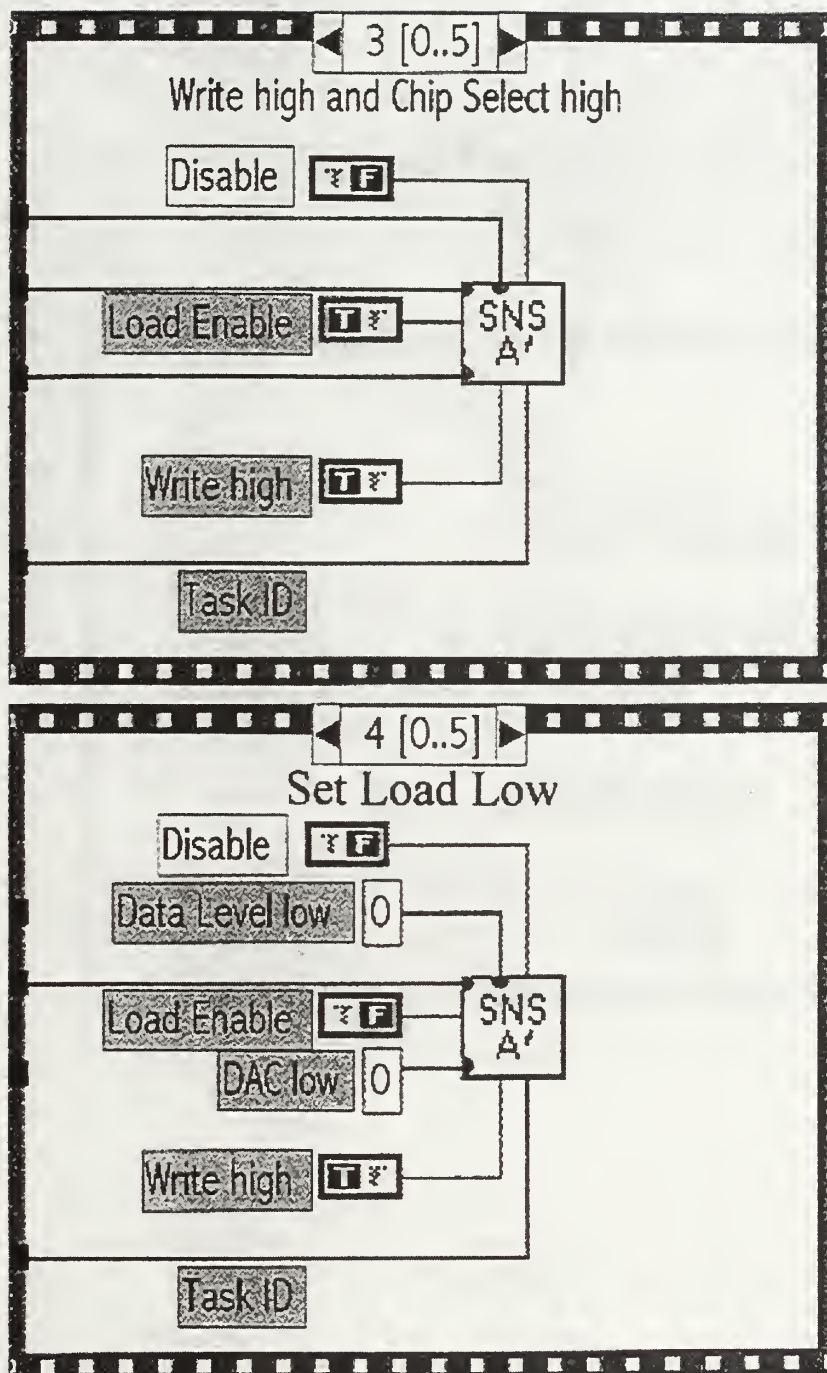 3 [0..5]
Write high and Chip Select high
Disable F
Load Enable T
SNS
A'
Write high T
Task ID
4 [0..5]
Set Load Low
Disable F
Data Level low 0
Load Enable F
SNS
A'
DAC low 0
Write high T
Task ID